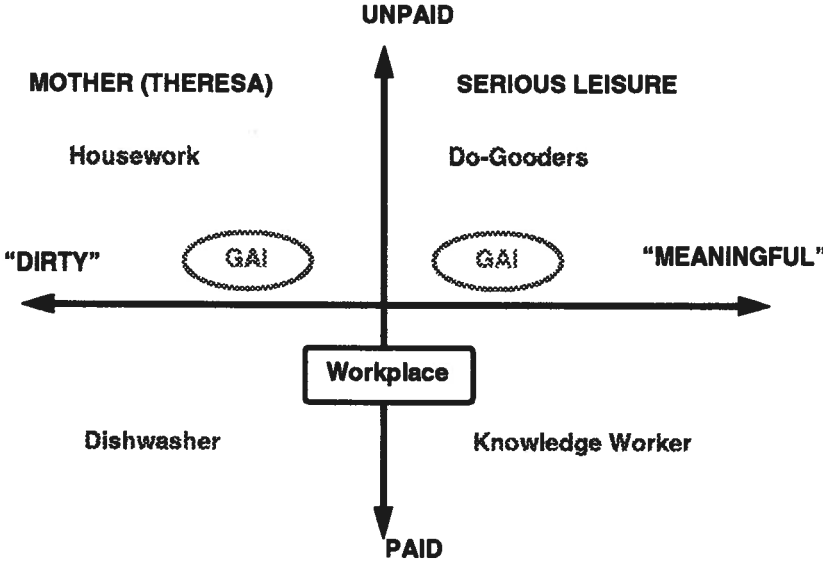 UNPAID
MOTHER (THERESA)
SERIOUS LEISURE
Housework
Do-Gooders
"DIRTY"
GAI
GAI
"MEANINGFUL"
Workplace
Dishwasher
Knowledge Worker
PAID